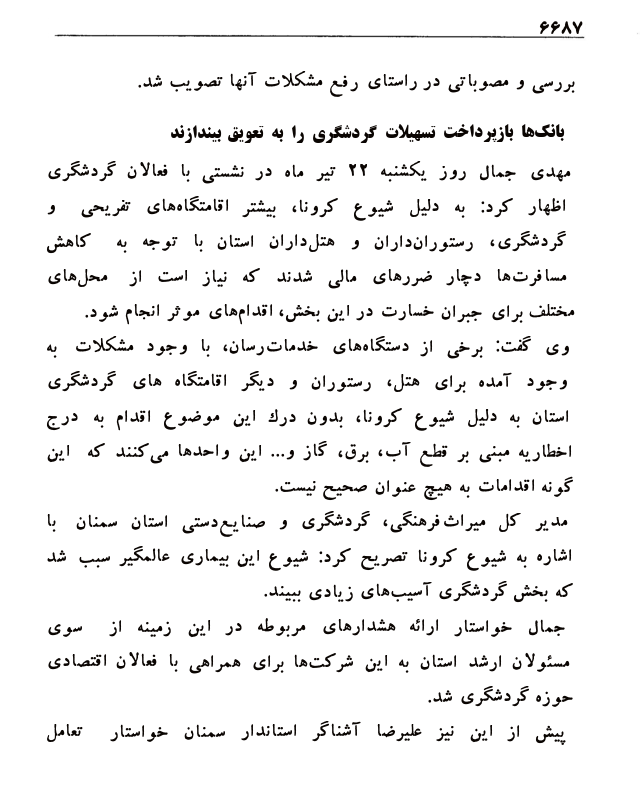 ۶۶۸۷
بررسی و مصوباتی در راستای رفع مشکلات آنها تصویب شد.
بانک‌ها بازپرداخت تسهیلات گردشگری را به تعویق بیندازند
مهدی جمال روز یکشنبه ۲۲ تیر ماه در نشستی با فعالان گردشگری
اظهار کرد: به دلیل شیوع کرونا، بیشتر اقامتگاه‌های تفریحی و
گردشگری، رستوران‌داران و هتل‌داران استان با توجه به کاهش
مسافرت‌ها دچار ضررهای مالی شدند که نیاز است از محل‌های
مختلف برای جبران خسارت در این بخش، اقدام‌های موثر انجام شود.
وی گفت: برخی از دستگاه‌های خدمات‌رسان، با وجود مشکلات به
وجود آمده برای هتل، رستوران و دیگر اقامتگاه های گردشگری
استان به دلیل شیوع کرونا، بدون درك این موضوع اقدام به درج
اخطاریه مبنی بر قطع آب، برق، گاز و... این واحدها می‌کنند که این
گونه اقدامات به هیچ عنوان صحیح نیست.
مدیر کل میراث‌فرهنگی، گردشگری و صنایع‌دستی استان سمنان با
اشاره به شیوع کرونا تصریح کرد: شیوع این بیماری عالمگیر سبب شد
که بخش گردشگری آسیب‌های زیادی ببیند.
جمال خواستار ارائه هشدارهای مربوطه در این زمینه از سوی
مسئولان ارشد استان به این شرکت‌ها برای همراهی با فعالان اقتصادی
حوزه گردشگری شد.
پیش از این نیز علیرضا آشناگر استاندار سمنان خواستار تعامل